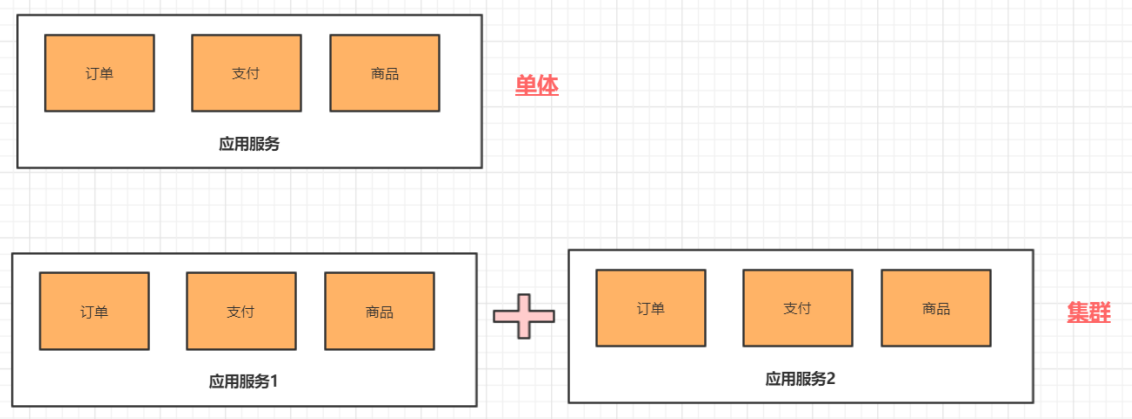 订单 支付 商品
单体
应用服务
订单 支付 商品
订单 支付 商品
集群
应用服务1
应用服务2